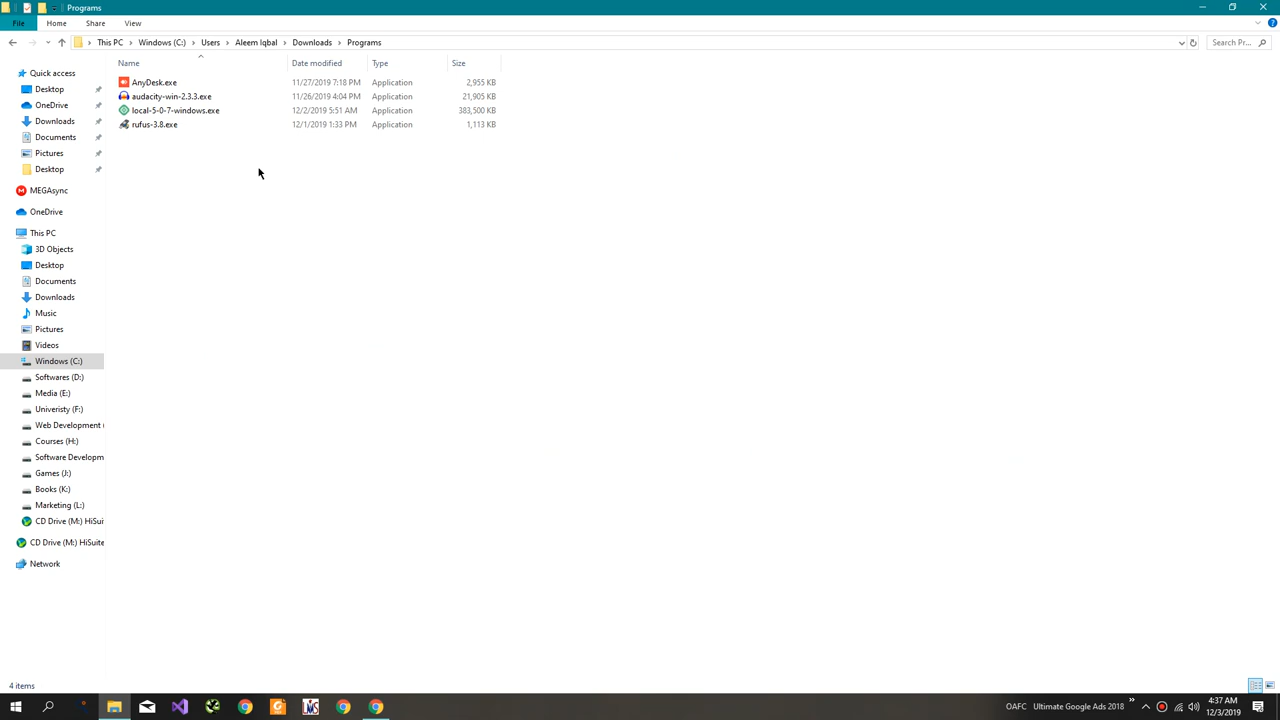 Programs
File Home Share View
This PC Windows (C:) Users Aleem Iqbal Downloads Programs Search Pr...
Name Date modified Type Size
AnyDesk.exe 11/27/2019 7:18 PM Application 2,955 KB
audacity-win-2.3.3.exe 11/26/2019 4:04 PM Application 21,905 KB
local-5-0-7-windows.exe 12/2/2019 5:51 AM Application 383,500 KB
rufus-3.8.exe 12/1/2019 1:33 PM Application 1,113 KB
Quick access
Desktop
OneDrive
Downloads
Documents
Pictures
Desktop
MEGAsync
OneDrive
This PC
3D Objects
Desktop
Documents
Downloads
Music
Pictures
Videos
Windows (C:)
Softwares (D:)
Media (E:)
Univeristy (F:)
Web Development (
Courses (H:)
Software Developm
Games (J:)
Books (K:)
Marketing (L:)
CD Drive (M:) HiSuit
CD Drive (M:) HiSuite
Network
4 items
OAFC Ultimate Google Ads 2018 4:37 AM
12/3/2019